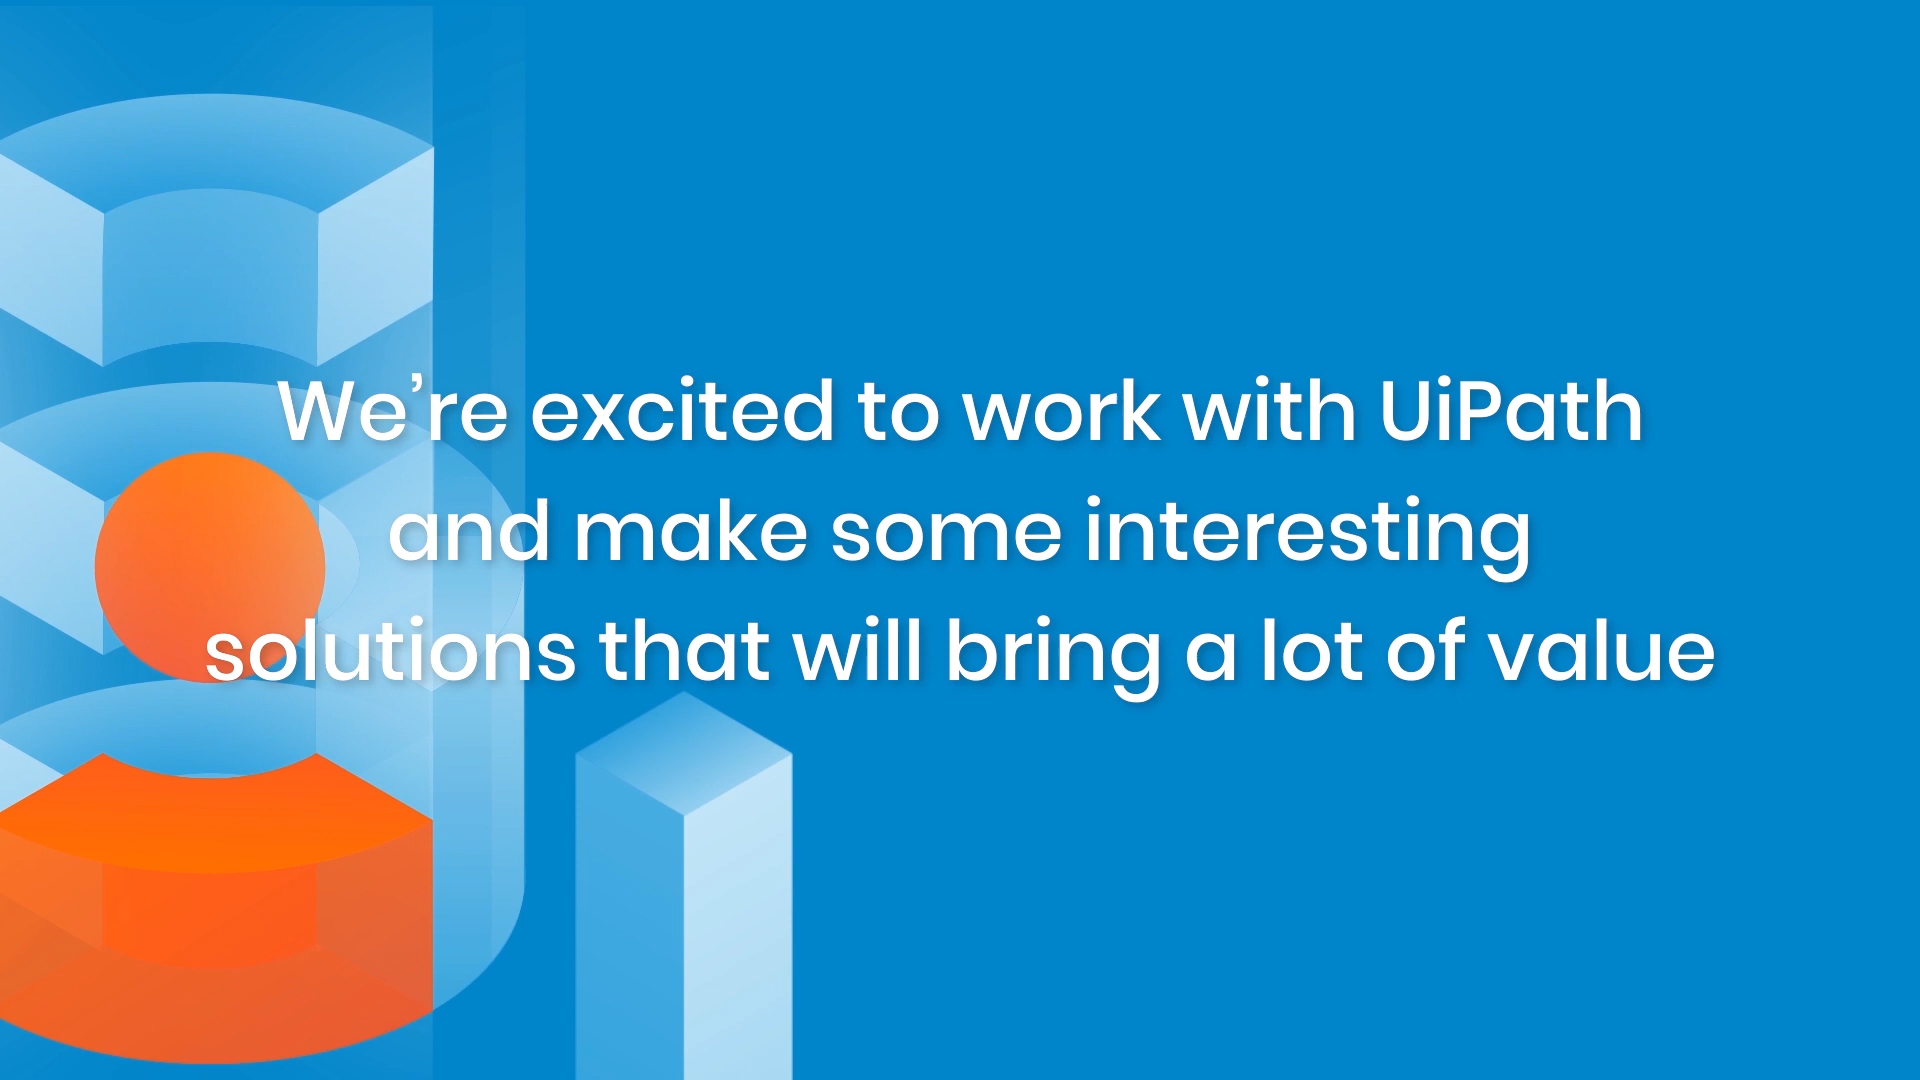 We’re excited to work with UiPath
and make some interesting
solutions that will bring a lot of value